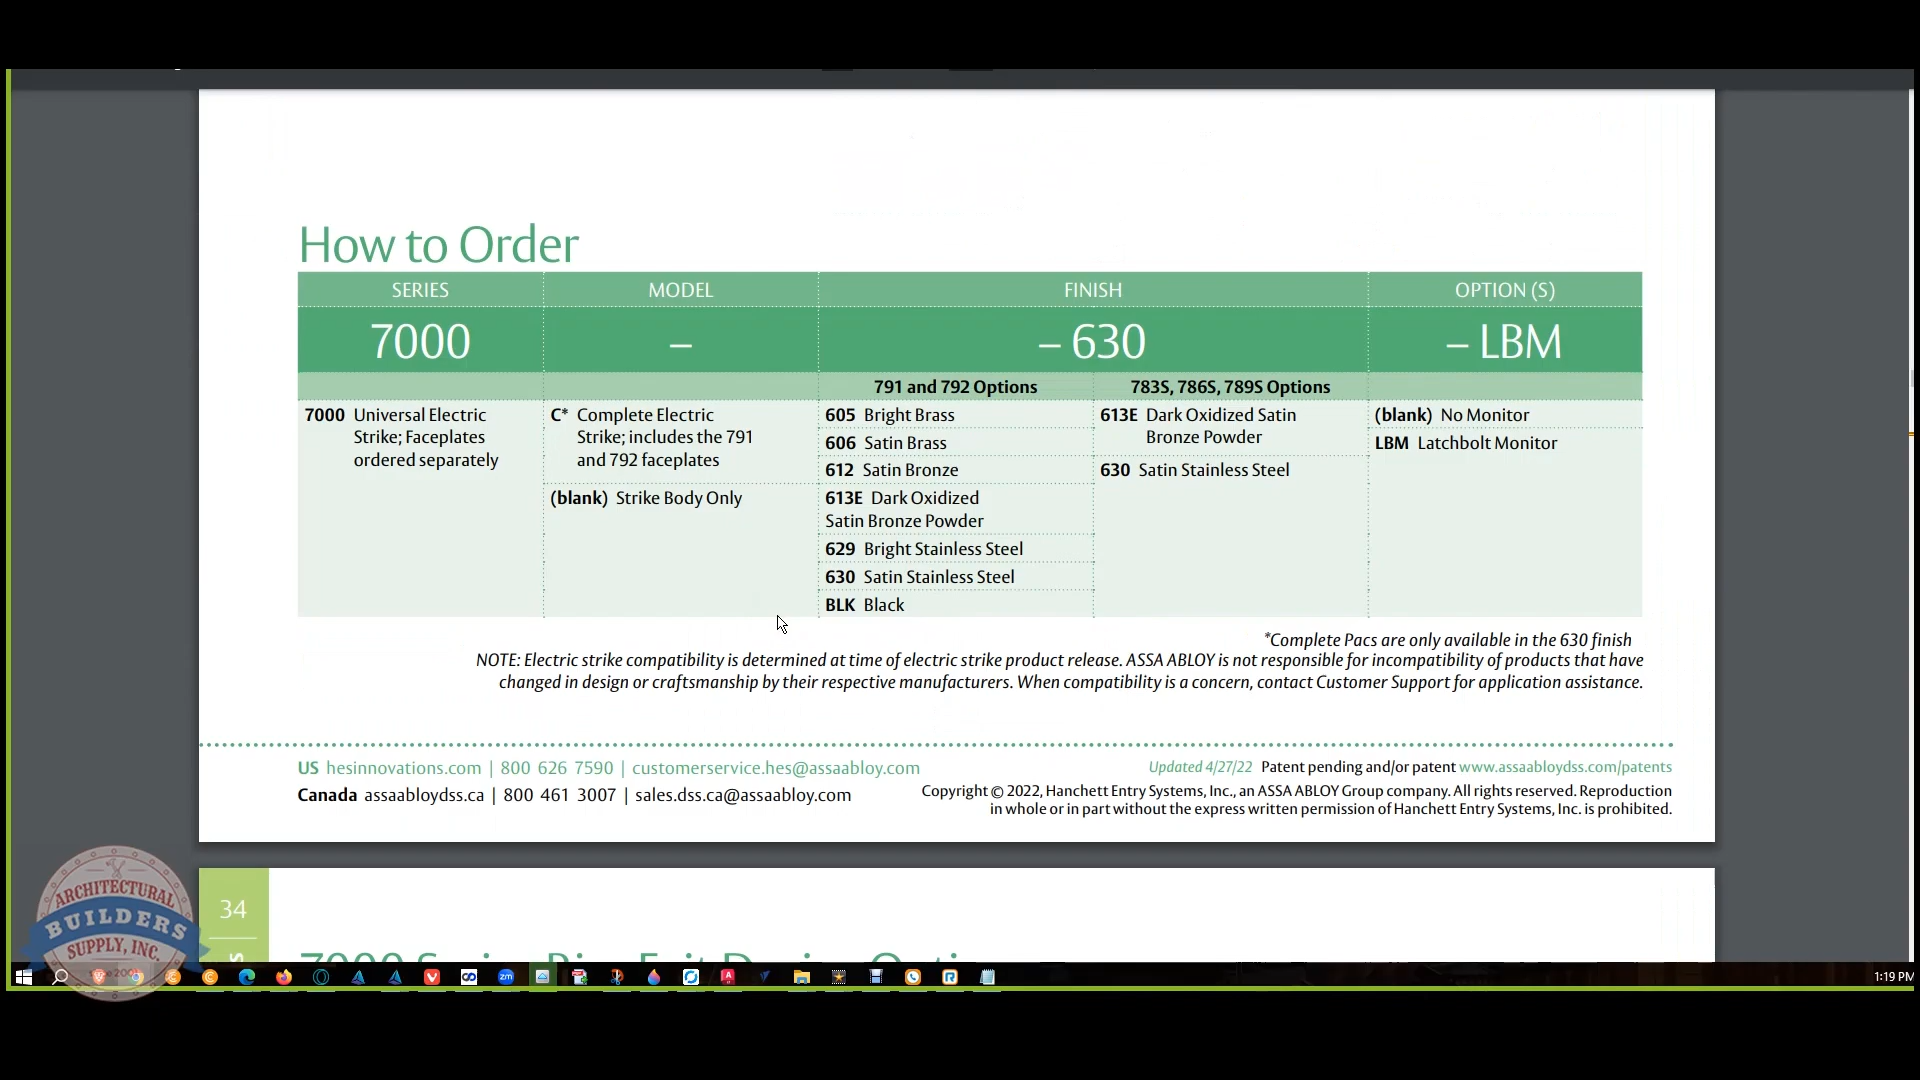 How to Order
SERIES MODEL FINISH OPTION (S)
7000 – – 630 – LBM
791 and 792 Options 783S, 786S, 789S Options
7000 Universal Electric
Strike; Faceplates
ordered separately
C* Complete Electric
Strike; includes the 791
and 792 faceplates
(blank) Strike Body Only
605 Bright Brass
606 Satin Brass
612 Satin Bronze
613E Dark Oxidized
Satin Bronze Powder
629 Bright Stainless Steel
630 Satin Stainless Steel
BLK Black
613E Dark Oxidized Satin
Bronze Powder
630 Satin Stainless Steel
(blank) No Monitor
LBM Latchbolt Monitor
*Complete Pacs are only available in the 630 finish
NOTE: Electric strike compatibility is determined at time of electric strike product release. ASSA ABLOY is not responsible for incompatibility of products that have
changed in design or craftsmanship by their respective manufacturers. When compatibility is a concern, contact Customer Support for application assistance.
US hesinnovations.com | 800 626 7590 | customerservice.hes@assaabloy.com
Canada assaabloydss.ca | 800 461 3007 | sales.dss.ca@assaabloy.com
Updated 4/27/22 Patent pending and/or patent www.assaabloydss.com/patents
Copyright © 2022, Hanchett Entry Systems, Inc., an ASSA ABLOY Group company. All rights reserved. Reproduction
in whole or in part without the express written permission of Hanchett Entry Systems, Inc. is prohibited.
34
ARCHITECTURAL
BUILDERS
SUPPLY, INC.
zm
1:19 PM